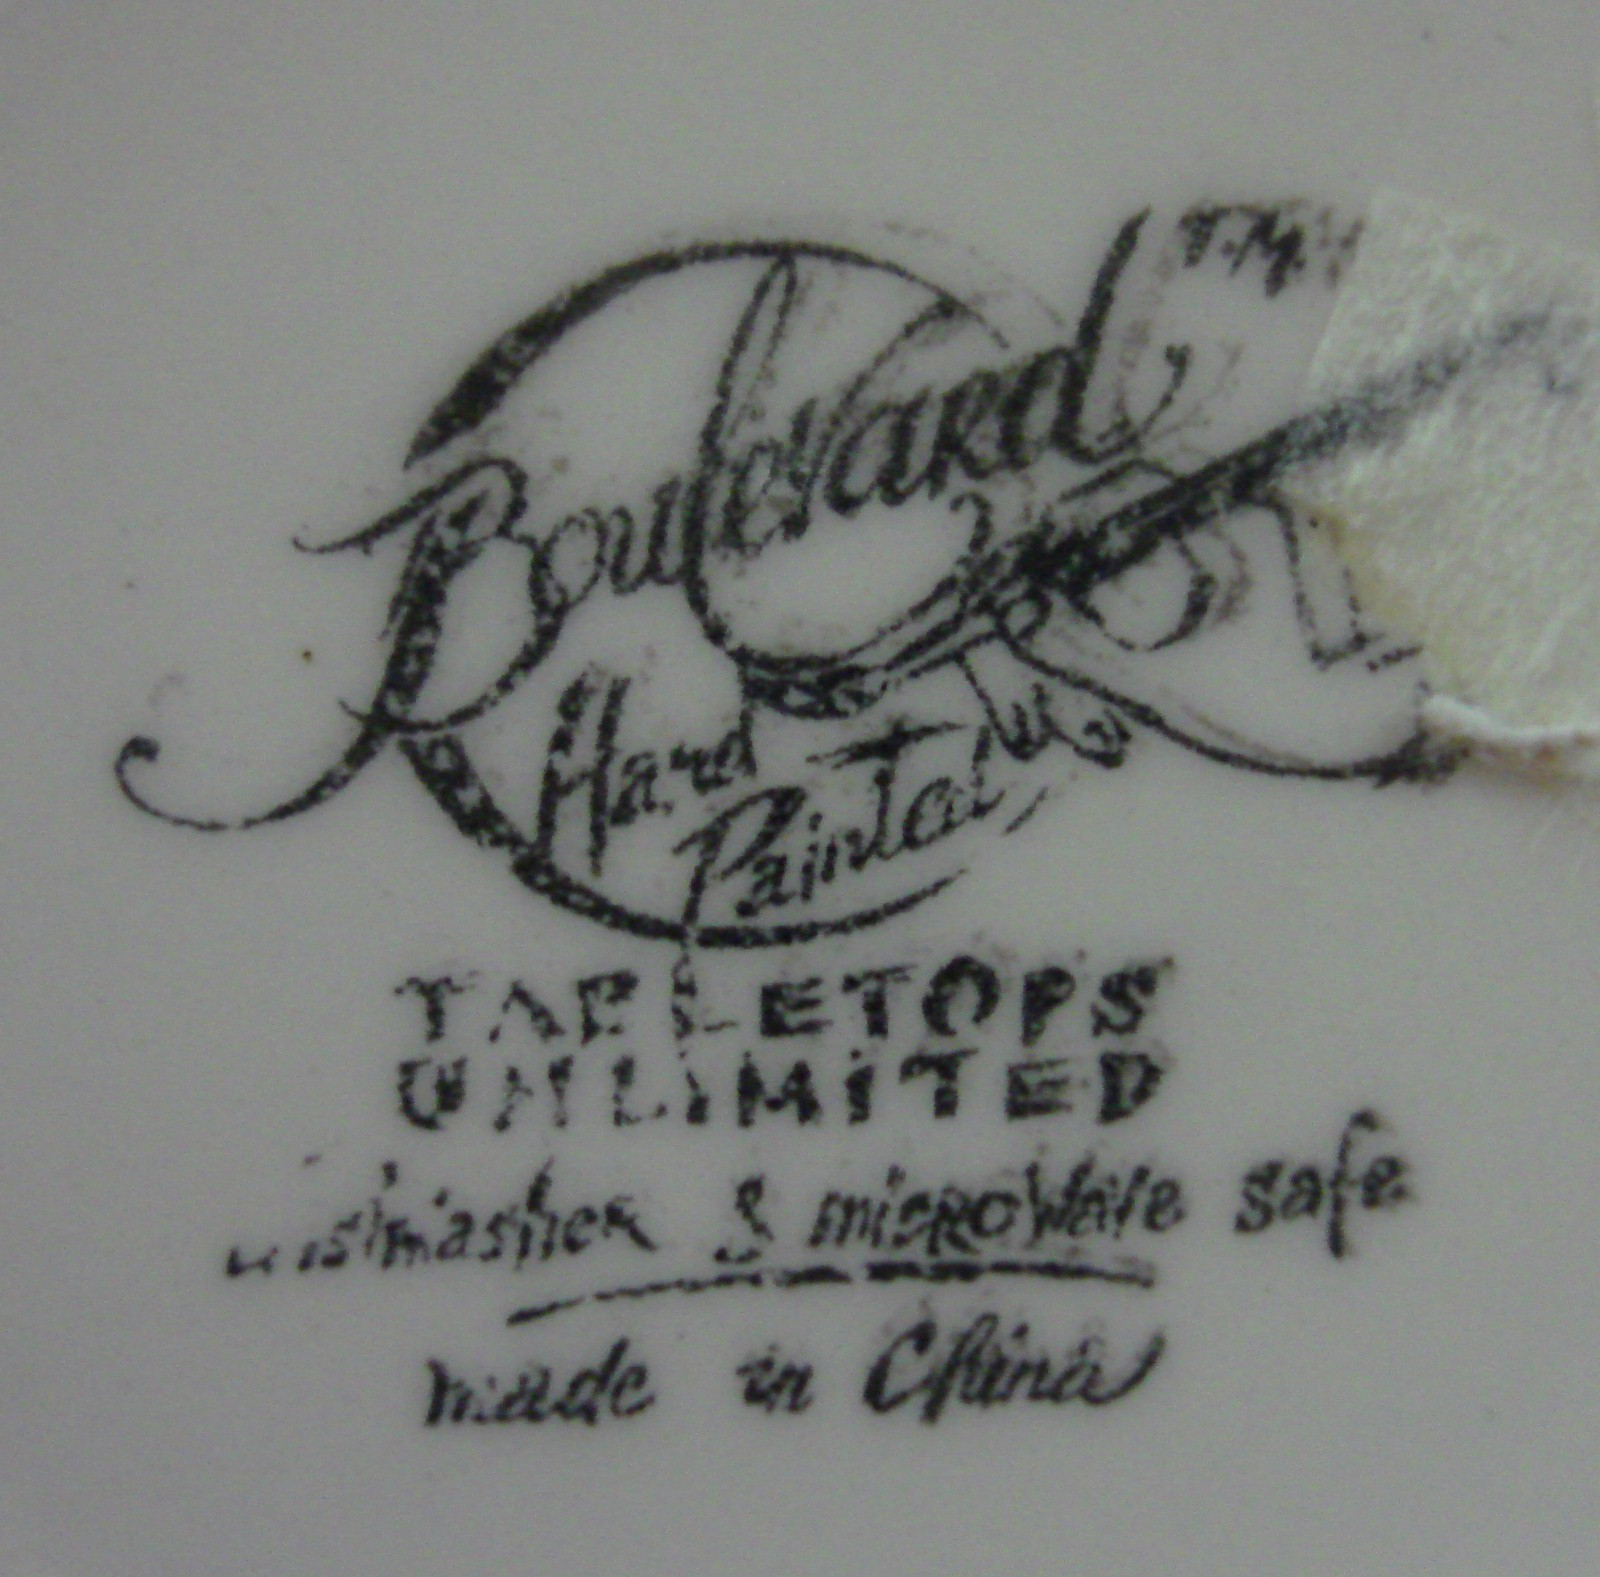 Boulevard T.M.
Hand
Painted
TABLETOPS
UNLIMITED
dishwasher & microwave safe
made in China